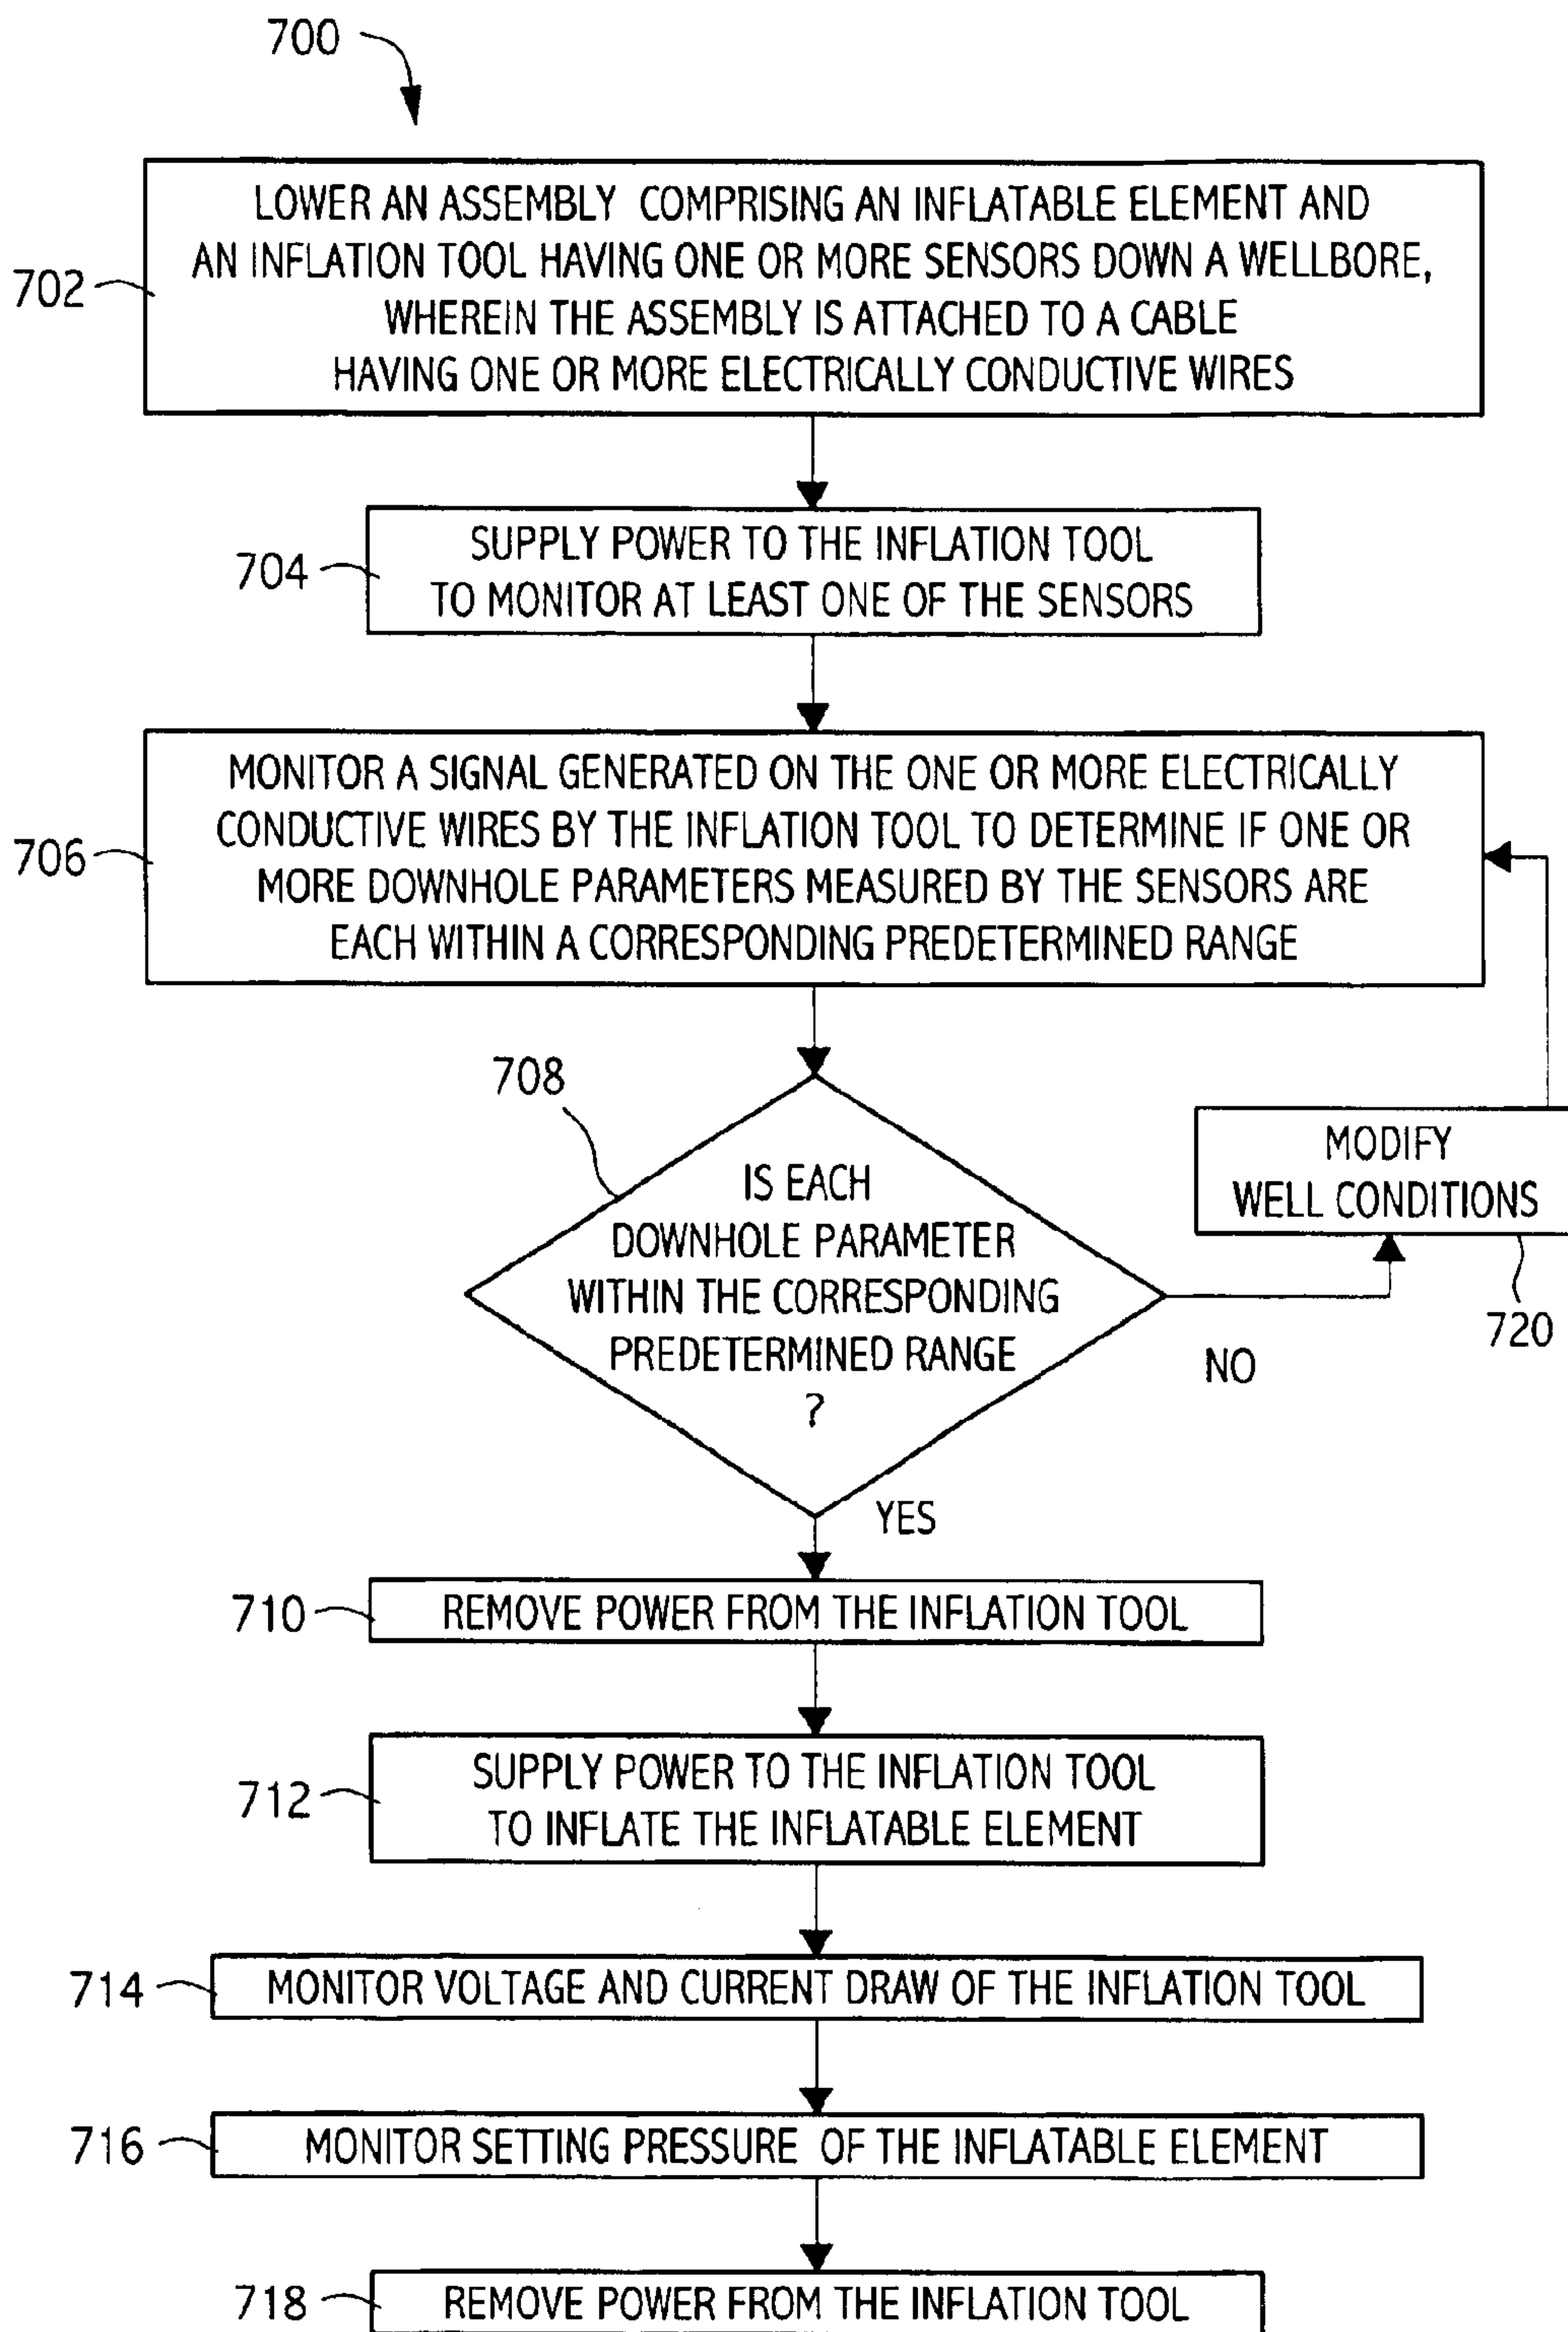 700
702
LOWER AN ASSEMBLY COMPRISING AN INFLATABLE ELEMENT AND
AN INFLATION TOOL HAVING ONE OR MORE SENSORS DOWN A WELLBORE,
WHEREIN THE ASSEMBLY IS ATTACHED TO A CABLE
HAVING ONE OR MORE ELECTRICALLY CONDUCTIVE WIRES
704
SUPPLY POWER TO THE INFLATION TOOL
TO MONITOR AT LEAST ONE OF THE SENSORS
706
MONITOR A SIGNAL GENERATED ON THE ONE OR MORE ELECTRICALLY
CONDUCTIVE WIRES BY THE INFLATION TOOL TO DETERMINE IF ONE OR
MORE DOWNHOLE PARAMETERS MEASURED BY THE SENSORS ARE
EACH WITHIN A CORRESPONDING PREDETERMINED RANGE
708
IS EACH
DOWNHOLE PARAMETER
WITHIN THE CORRESPONDING
PREDETERMINED RANGE
?
MODIFY
WELL CONDITIONS
720
NO
YES
710
REMOVE POWER FROM THE INFLATION TOOL
712
SUPPLY POWER TO THE INFLATION TOOL
TO INFLATE THE INFLATABLE ELEMENT
714
MONITOR VOLTAGE AND CURRENT DRAW OF THE INFLATION TOOL
716
MONITOR SETTING PRESSURE OF THE INFLATABLE ELEMENT
718
REMOVE POWER FROM THE INFLATION TOOL